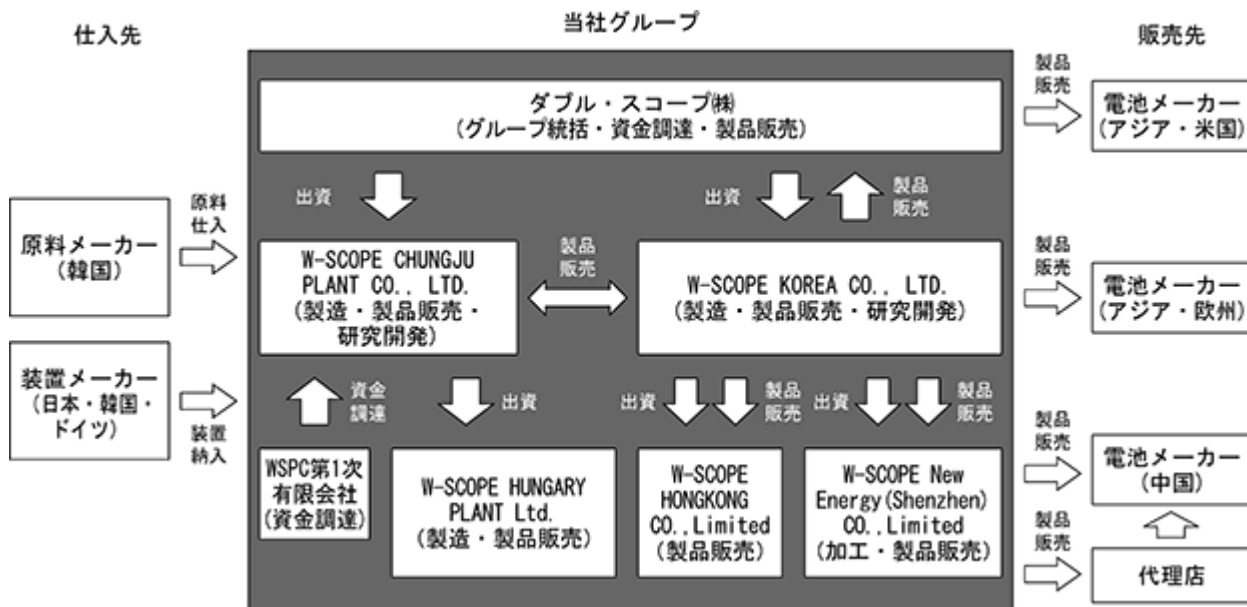 仕入先
当社グループ
販売先
ダブル・スコープ㈱
(グループ統括・資金調達・製品販売)
製品
販売
電池メーカー
(アジア・米国)
出資
出資
製品
販売
原料メーカー
(韓国)
原料
仕入
W-SCOPE CHUNGJU
PLANT CO., LTD.
(製造・製品販売・
研究開発)
製品
販売
W-SCOPE KOREA CO., LTD.
(製造・製品販売・研究開発)
製品
販売
電池メーカー
(アジア・欧州)
装置メーカー
(日本・韓国・
ドイツ)
装置
納入
資金
調達
出資
出資
製品
販売
出資
製品
販売
WSPC第1次
有限会社
(資金調達)
W-SCOPE HUNGARY
PLANT Ltd.
(製造・製品販売)
W-SCOPE
HONGKONG
CO.,Limited
(製品販売)
W-SCOPE New
Energy(Shenzhen)
CO.,Limited
(加工・製品販売)
製品
販売
電池メーカー
(中国)
製品
販売
代理店